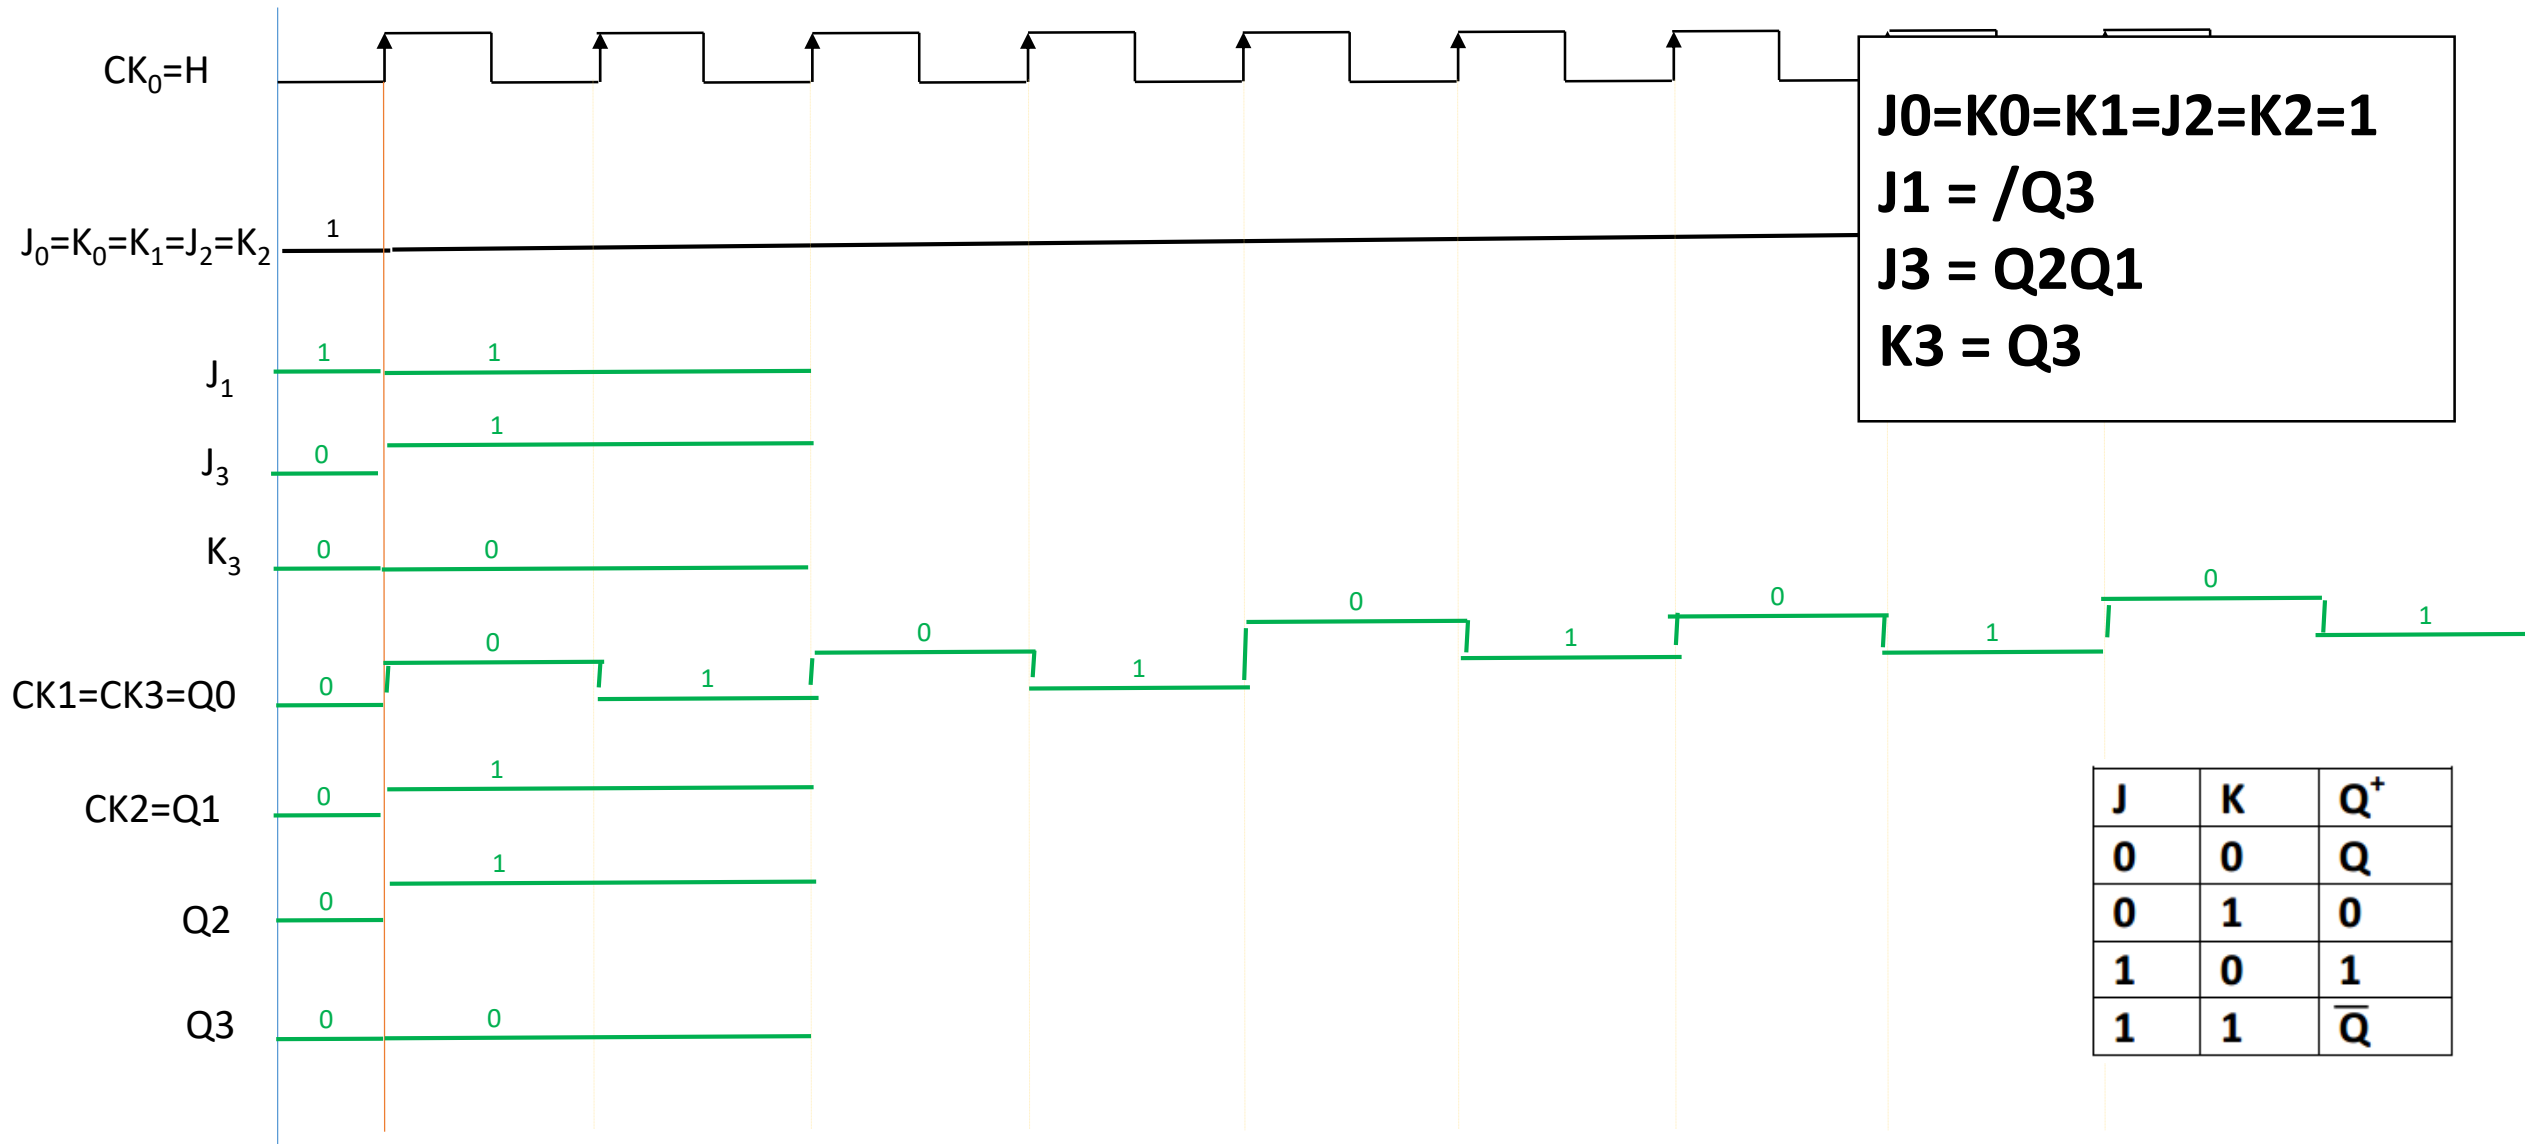 CK0=H
J0=K0=K1=J2=K2=1
J1 = /Q3
J3 = Q2Q1
K3 = Q3
J0=K0=K1=J2=K2 1
J1 1 1
J3 0 1
K3 0 0
CK1=CK3=Q0 0 0 1 0 1 0 1 0 1 0 1
CK2=Q1 0 1
Q2 0 1
Q3 0 0
J K Q+
0 0 Q
0 1 0
1 0 1
1 1 Q̅